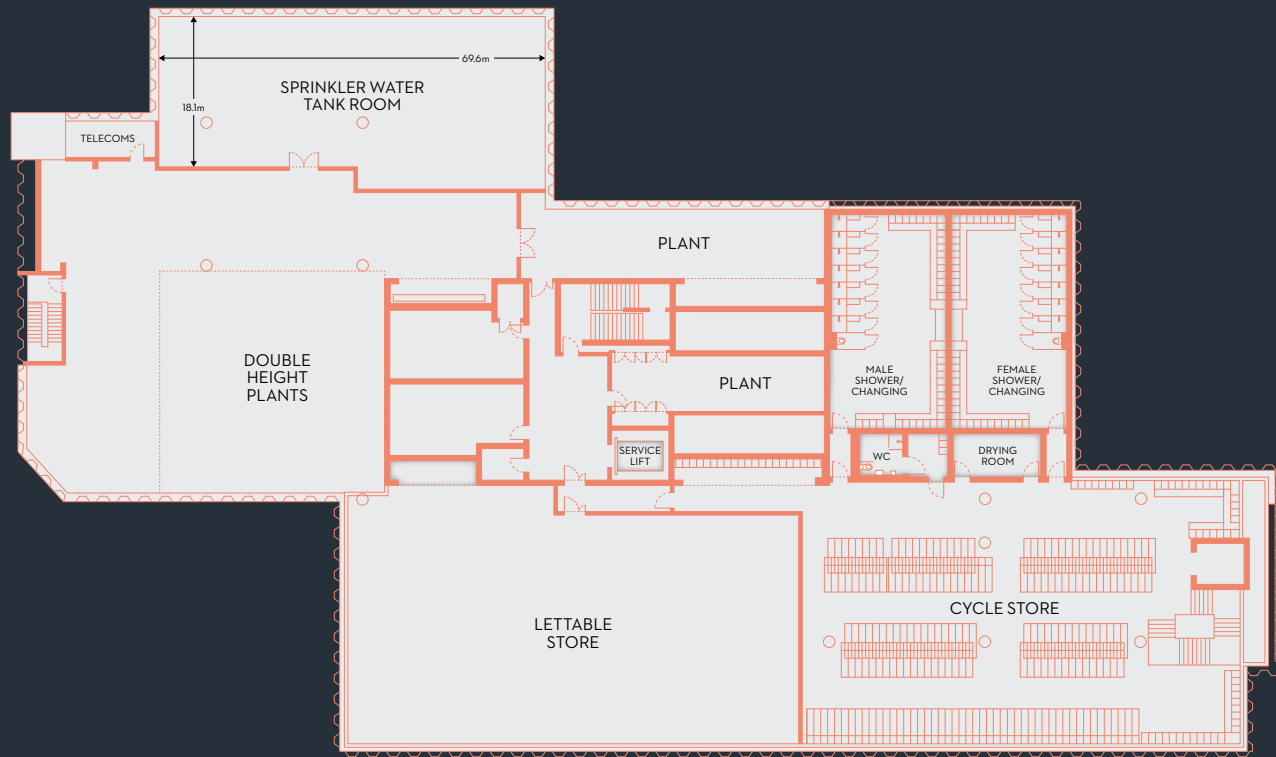 69.6m
SPRINKLER WATER
TANK ROOM
18.1m
TELECOMS
PLANT
DOUBLE
HEIGHT
PLANTS
PLANT
MALE
SHOWER/
CHANGING
FEMALE
SHOWER/
CHANGING
SERVICE
LIFT
WC
DRYING
ROOM
CYCLE STORE
LETTABLE
STORE